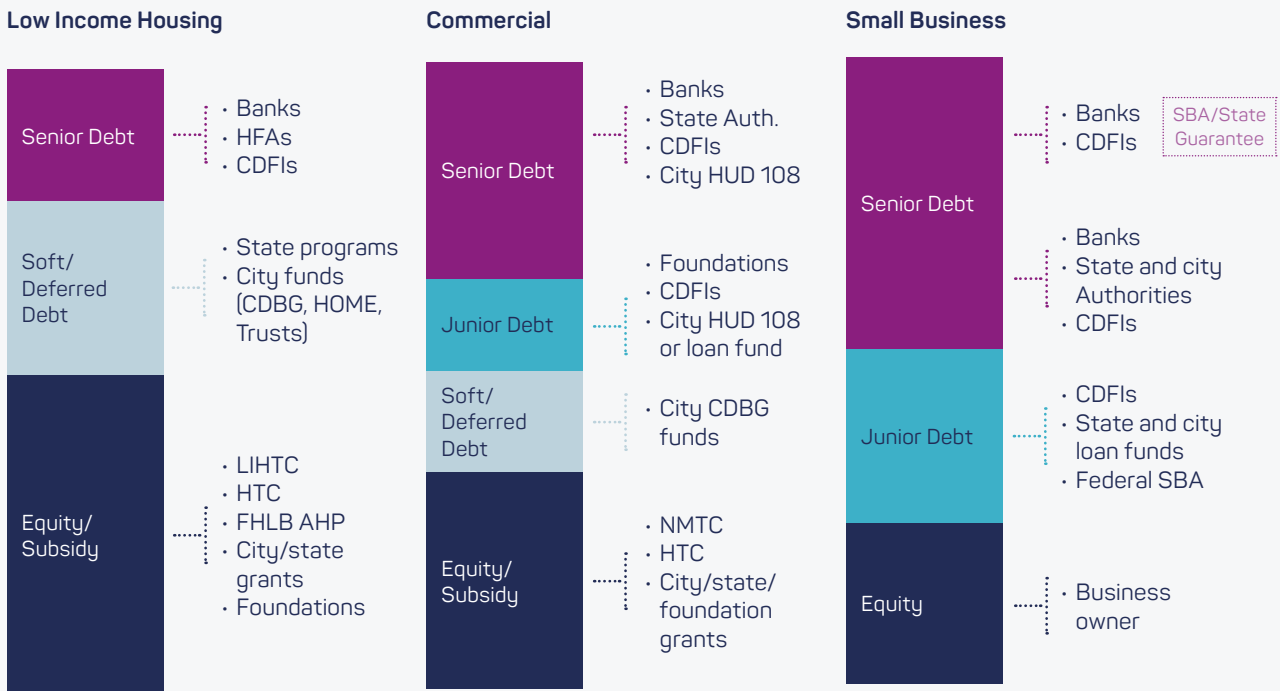 Low Income Housing
Senior Debt
· Banks
· HFAs
· CDFIs
Soft/
Deferred
Debt
· State programs
· City funds
(CDBG, HOME,
Trusts)
Equity/
Subsidy
· LIHTC
· HTC
· FHLB AHP
· City/state
grants
· Foundations
Commercial
Senior Debt
· Banks
· State Auth.
· CDFIs
· City HUD 108
Junior Debt
· Foundations
· CDFIs
· City HUD 108
or loan fund
Soft/
Deferred
Debt
· City CDBG
funds
Equity/
Subsidy
· NMTC
· HTC
· City/state/
foundation
grants
Small Business
Senior Debt
· Banks
· CDFIs
SBA/State
Guarantee
· Banks
· State and city
Authorities
· CDFIs
Junior Debt
· CDFIs
· State and city
loan funds
· Federal SBA
Equity
· Business
owner